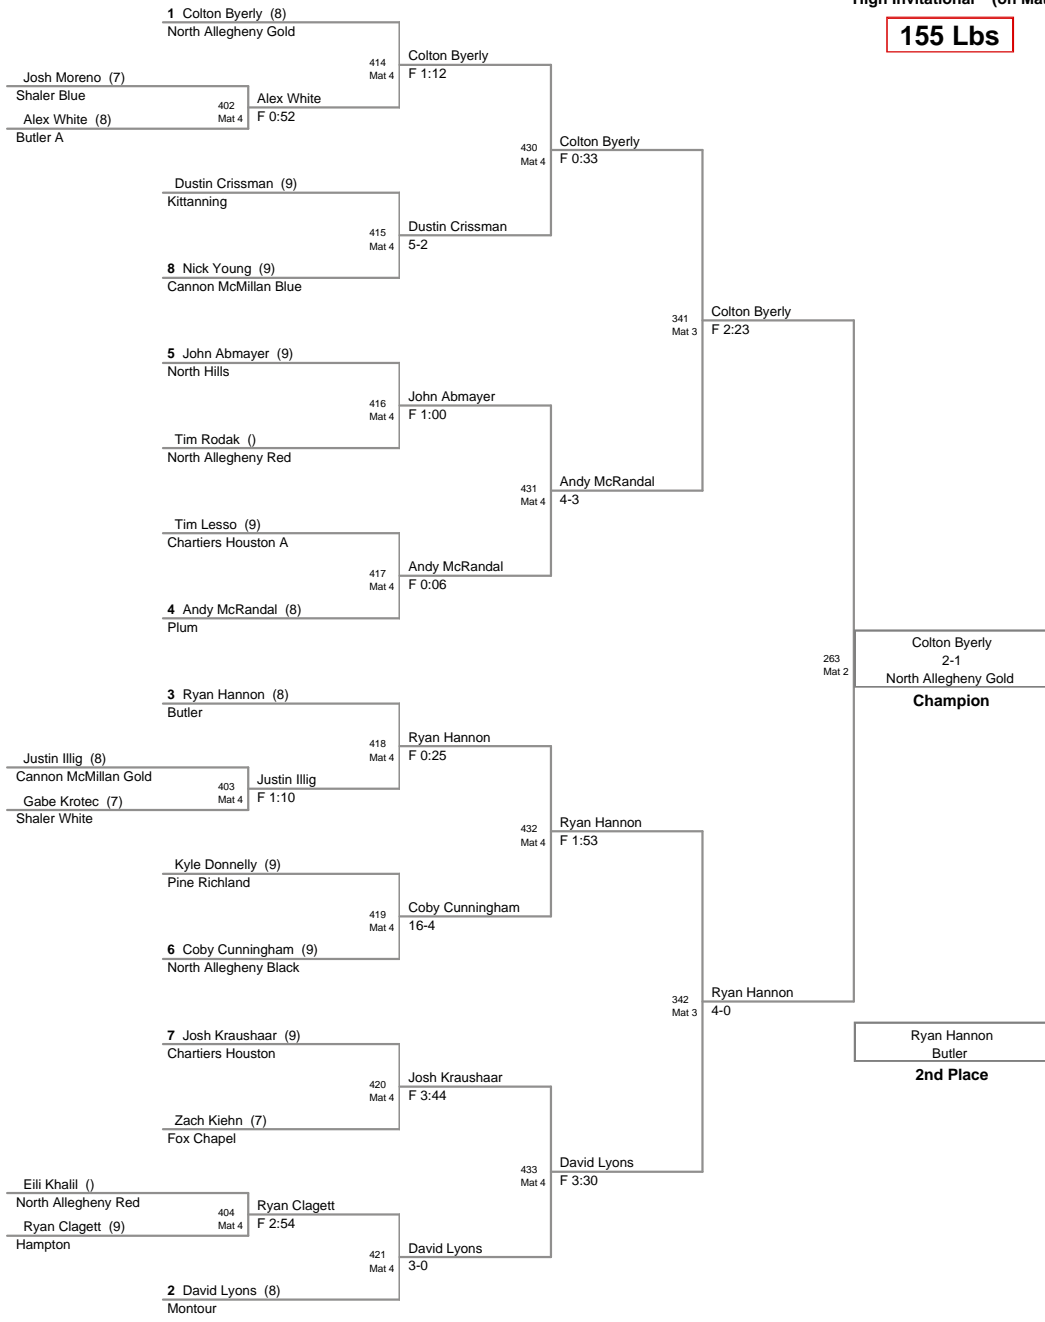 High Invitational (on Mat
155 Lbs
1 Colton Byerly (8)
North Allegheny Gold
414
Mat 4
Colton Byerly
F 1:12
Josh Moreno (7)
Shaler Blue
402
Mat 4
Alex White
F 0:52
Alex White (8)
Butler A
430
Mat 4
Colton Byerly
F 0:33
Dustin Crissman (9)
Kittanning
415
Mat 4
Dustin Crissman
5-2
8 Nick Young (9)
Cannon McMillan Blue
341
Mat 3
Colton Byerly
F 2:23
5 John Abmayer (9)
North Hills
416
Mat 4
John Abmayer
F 1:00
Tim Rodak ()
North Allegheny Red
431
Mat 4
Andy McRandal
4-3
Tim Lesso (9)
Chartiers Houston A
417
Mat 4
Andy McRandal
F 0:06
4 Andy McRandal (8)
Plum
263
Mat 2
Colton Byerly
2-1
North Allegheny Gold
Champion
3 Ryan Hannon (8)
Butler
418
Mat 4
Ryan Hannon
F 0:25
Justin Illig (8)
Cannon McMillan Gold
403
Mat 4
Justin Illig
F 1:10
Gabe Krotec (7)
Shaler White
432
Mat 4
Ryan Hannon
F 1:53
Kyle Donnelly (9)
Pine Richland
419
Mat 4
Coby Cunningham
16-4
6 Coby Cunningham (9)
North Allegheny Black
342
Mat 3
Ryan Hannon
4-0
Ryan Hannon
Butler
2nd Place
7 Josh Kraushaar (9)
Chartiers Houston
420
Mat 4
Josh Kraushaar
F 3:44
Zach Kiehn (7)
Fox Chapel
433
Mat 4
David Lyons
F 3:30
Eili Khalil ()
North Allegheny Red
404
Mat 4
Ryan Clagett
F 2:54
Ryan Clagett (9)
Hampton
421
Mat 4
David Lyons
3-0
2 David Lyons (8)
Montour